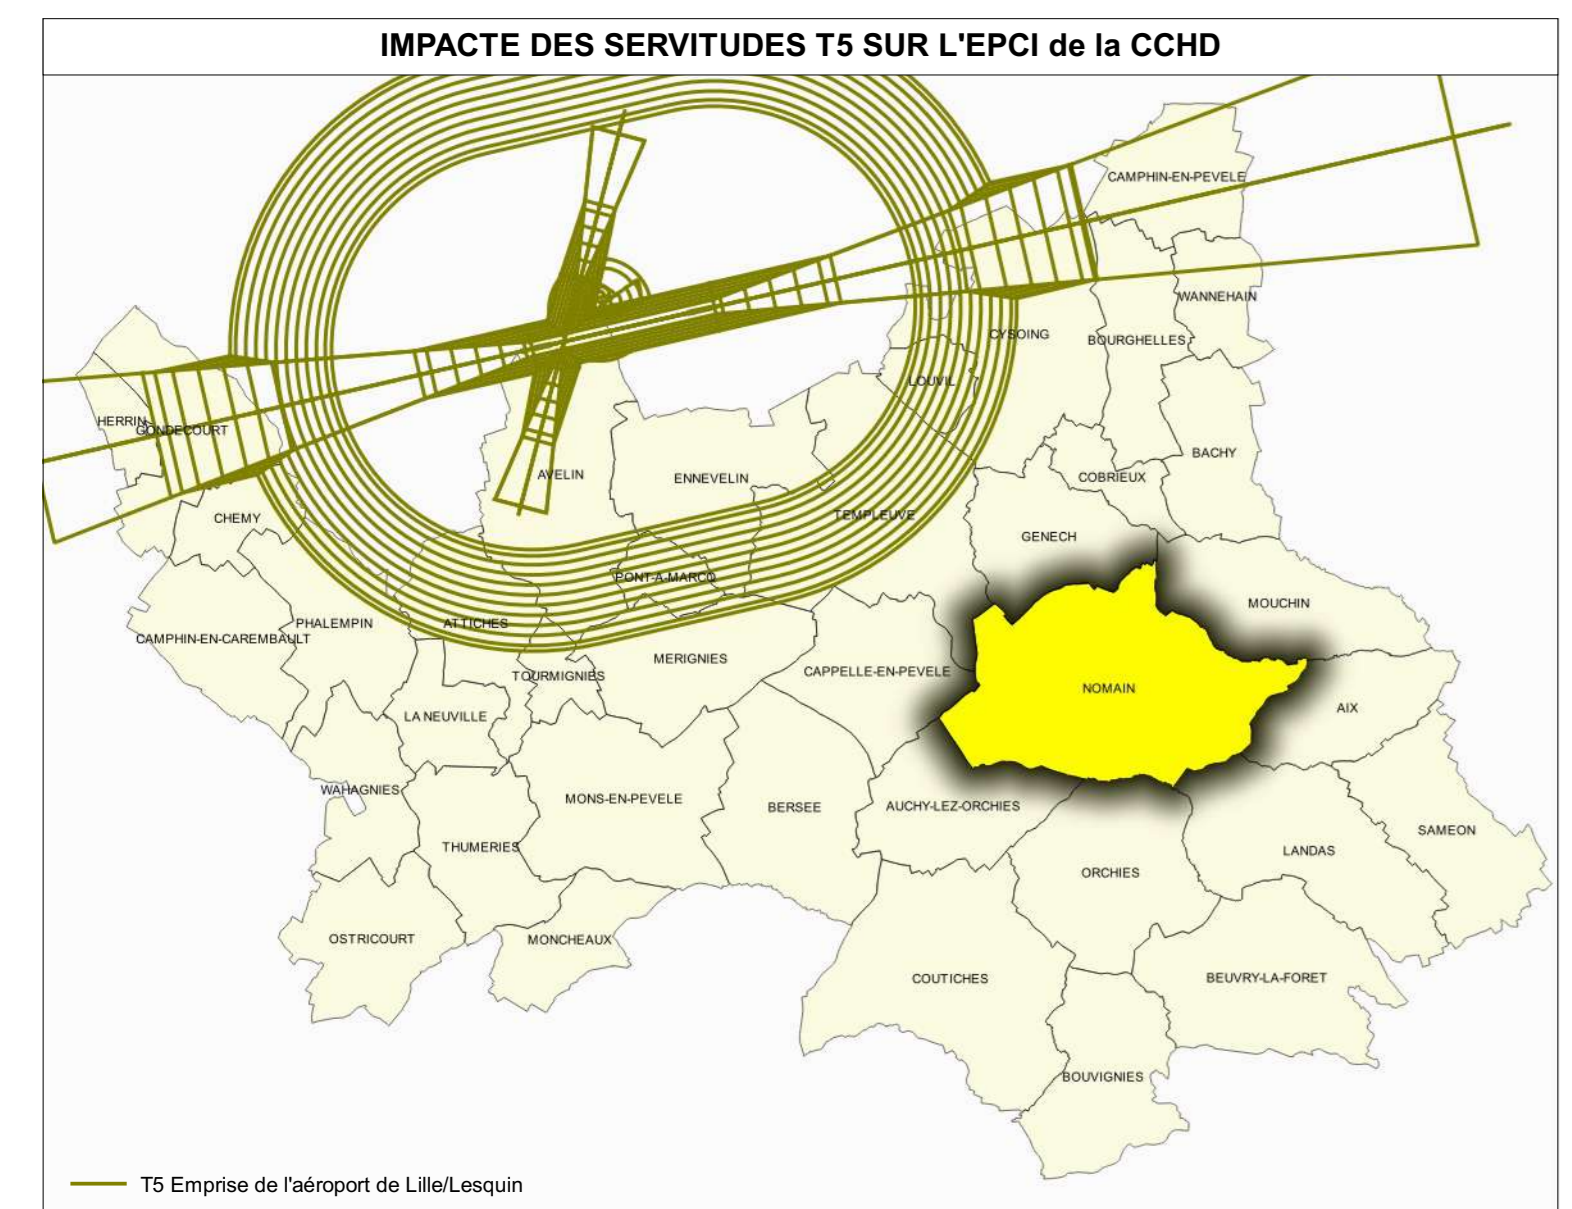 IMPACTE DES SERVITUDES T5 SUR L'EPCI de la CCHD
CAMPHIN-EN-PEVELE
WANNEHAIN
CYSOING
BOURGHELLES
LOUVIL
HERRIN
GONDECOURT
BACHY
AVELIN
ENNEVELIN
COBRIEUX
TEMPLEUVE
CHEMY
GENECH
PONT-A-MARCQ
MOUCHIN
PHALEMPIN
ATTICHES
CAMPHIN-EN-CAREMBAULT
MERIGNIES
TOURMIGNIES
CAPPELLE-EN-PEVELE
NOMAIN
AIX
LA NEUVILLE
WAHAGNIES
MONS-EN-PEVELE
BERSEE
AUCHY-LEZ-ORCHIES
SAMEON
THUMERIES
LANDAS
ORCHIES
OSTRICOURT
MONCHEAUX
COUTICHES
BEUVRY-LA-FORET
BOUVIGNIES
T5 Emprise de l'aéroport de Lille/Lesquin